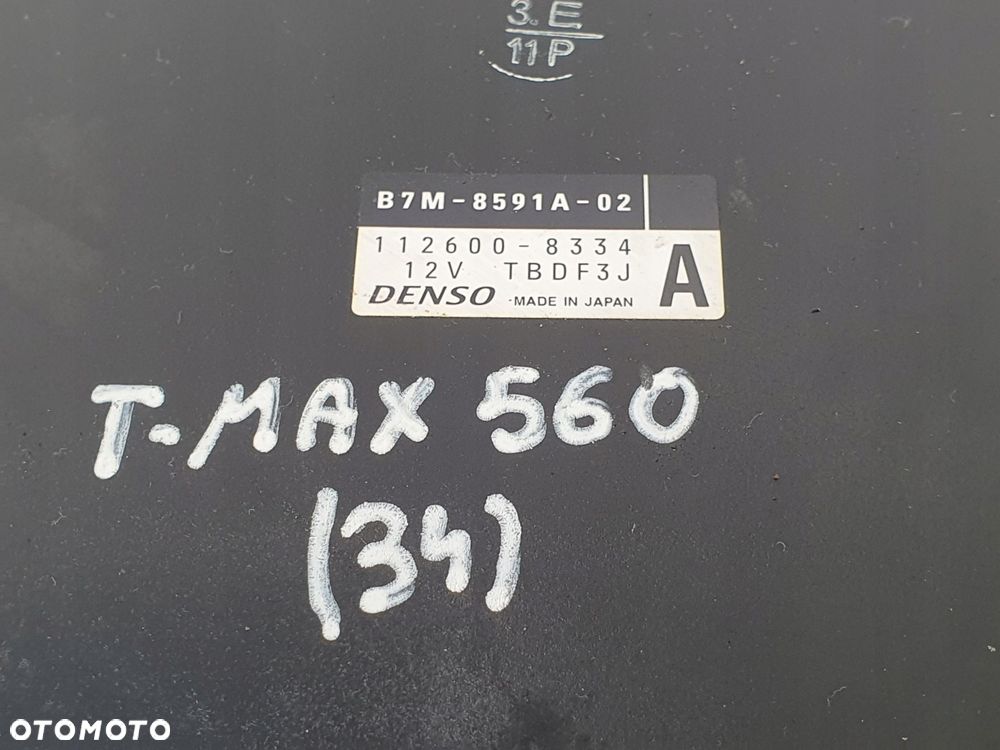 3.E
11P
B7M-8591A-02
112600-8334
12V TBDF3J
A
DENSO MADE IN JAPAN
T-MAX 560
(34)
OTOMOTO